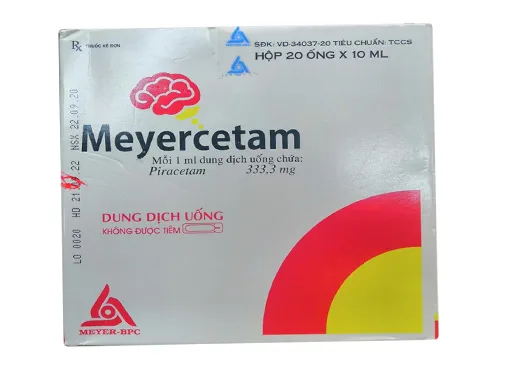 Rx THUỐC KÊ ĐƠN
SĐK: VD-34037-20 TIÊU CHUẨN: TCCS
HỘP 20 ỐNG X 10 ML
Meyercetam
Mỗi 1 ml dung dịch uống chứa:
Piracetam 333,3 mg
DUNG DỊCH UỐNG
KHÔNG ĐƯỢC TIÊM
MEYER-BPC
LO 0020 HD 21 22 NSX 22.09.20